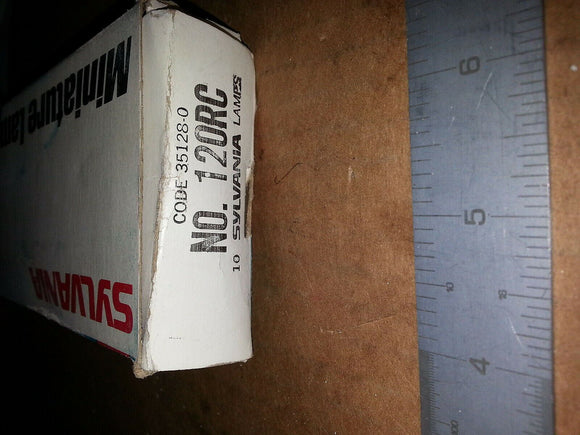 CODE 35128-0
NO. 120RC
10 SYLVANIA LAMPS
Miniature Lam
SYLVANIA
6
5
4